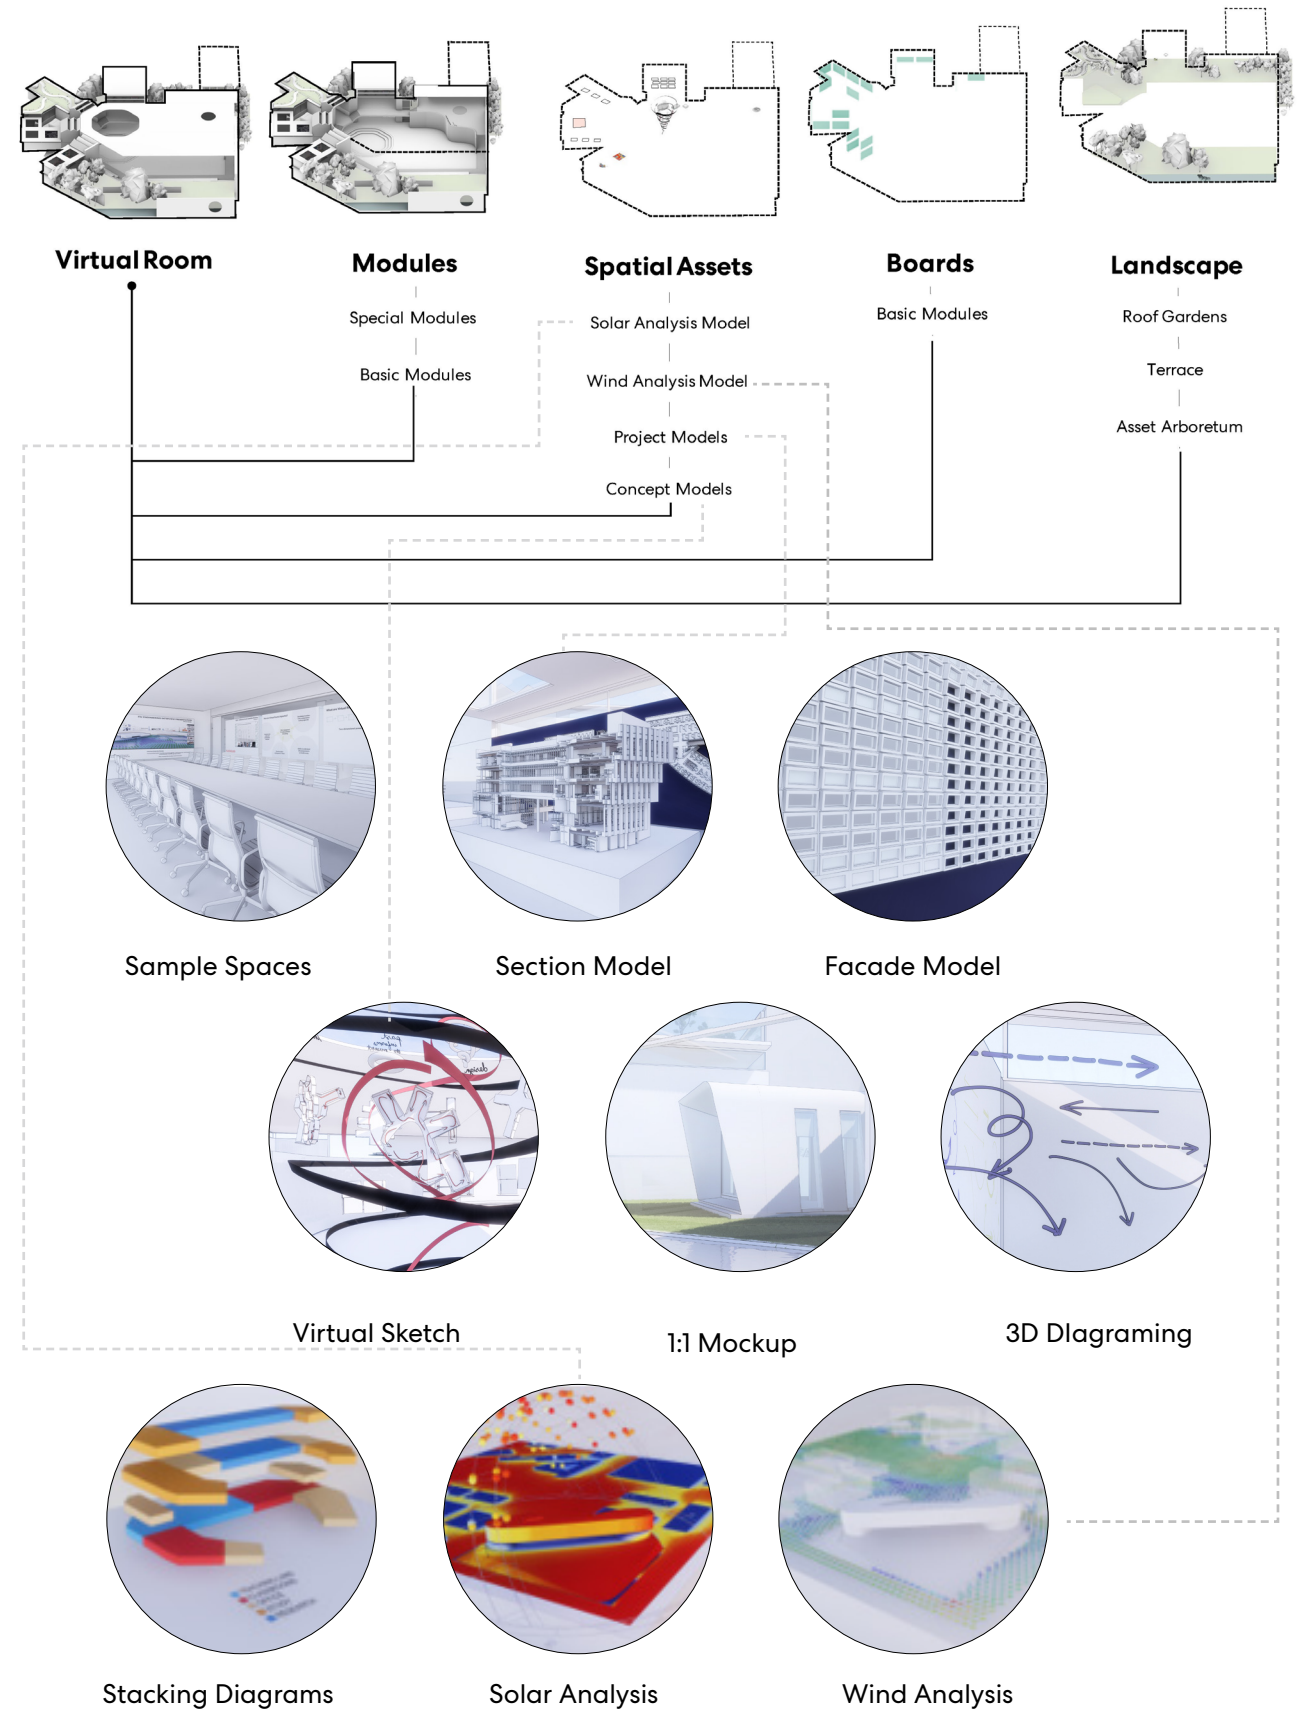 Virtual Room
Modules
Spatial Assets
Boards
Landscape
Special Modules
Basic Modules
Solar Analysis Model
Wind Analysis Model
Project Models
Concept Models
Basic Modules
Roof Gardens
Terrace
Asset Arboretum
Sample Spaces
Section Model
Facade Model
design
Virtual Sketch
1:1 Mockup
3D DIagraming
Stacking Diagrams
Solar Analysis
Wind Analysis